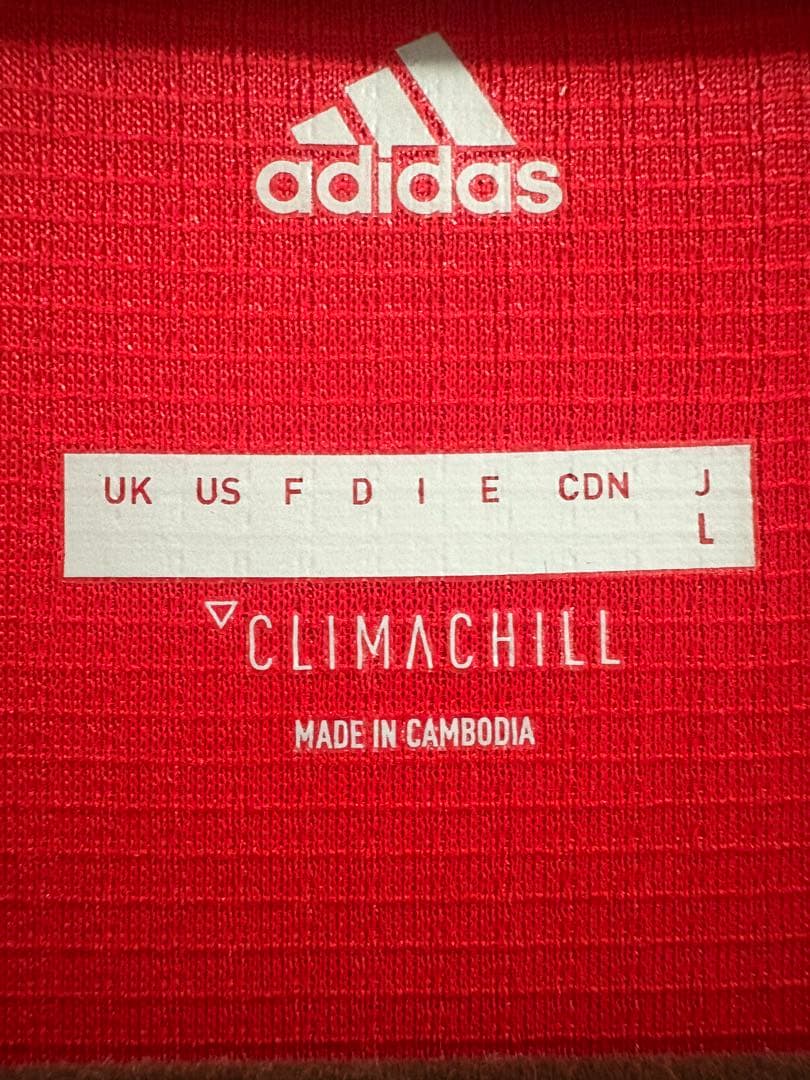 adidas
UK US F D I E CDN J
L
CLIMACHILL
MADE IN CAMBODIA